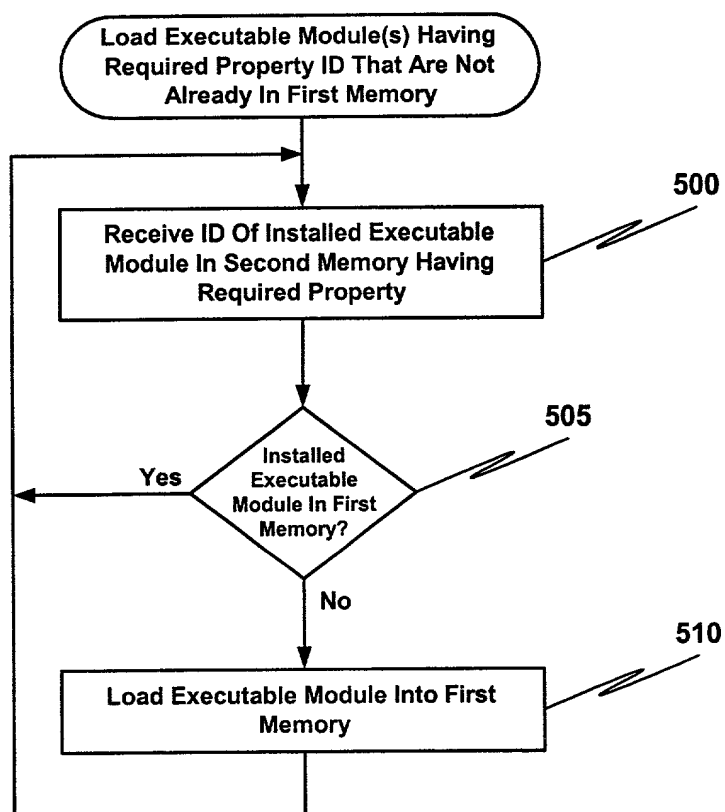 Load Executable Module(s) Having
Required Property ID That Are Not
Already In First Memory
500
Receive ID Of Installed Executable
Module In Second Memory Having
Required Property
505
Installed
Executable
Module In First
Memory?
Yes
No
510
Load Executable Module Into First
Memory